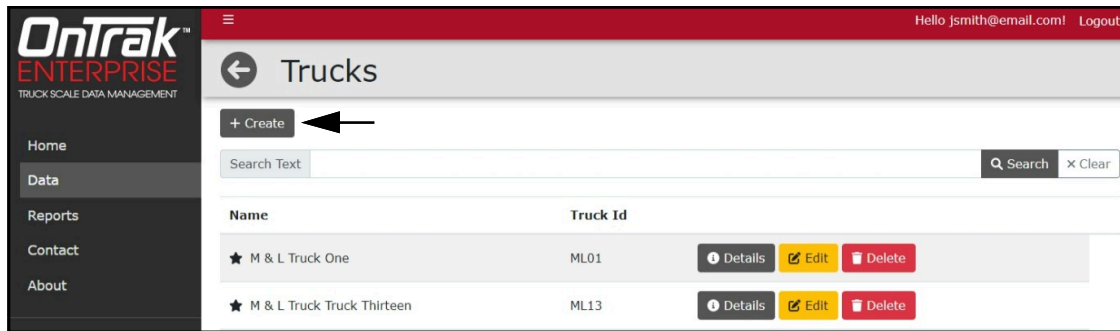 OnTrak™
ENTERPRISE
TRUCK SCALE DATA MANAGEMENT
Hello jsmith@email.com! Logout
Trucks
+ Create
Search Text Search × Clear
Home
Data
Reports
Contact
About
Name Truck Id
M & L Truck One ML01 Details Edit Delete
M & L Truck Truck Thirteen ML13 Details Edit Delete